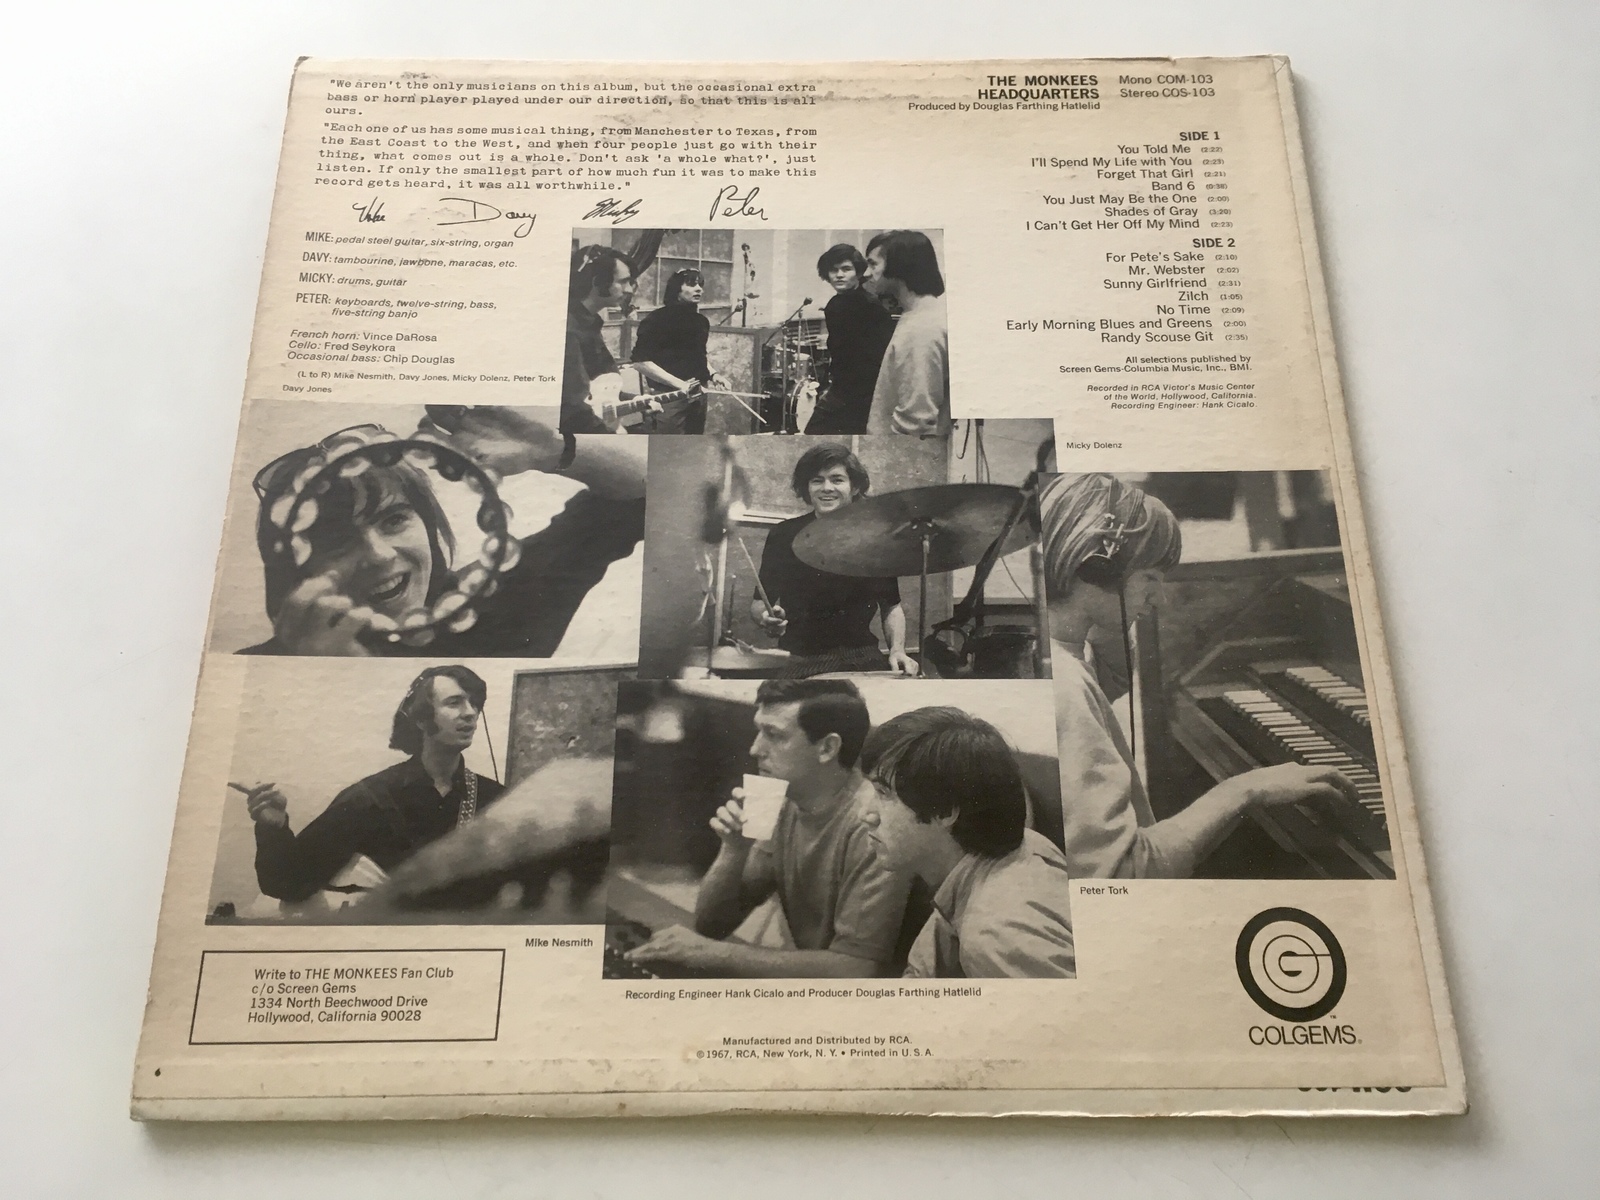 "We aren't the only musicians on this album, but the occasional extra
bass or horn player played under our direction, so that this is all
ours.
"Each one of us has some musical thing, from Manchester to Texas, from
the East Coast to the West, and when four people just go with their
thing, what comes out is a whole. Don't ask 'a whole what?', just
listen. If only the smallest part of how much fun it was to make this
record gets heard, it was all worthwhile."
Mike Davy Micky Peter
MIKE: pedal steel guitar, six-string, organ
DAVY: tambourine, jawbone, maracas, etc.
MICKY: drums, guitar
PETER: keyboards, twelve-string, bass,
five-string banjo
French horn: Vince DaRosa
Cello: Fred Seykora
Occasional bass: Chip Douglas
(L to R) Mike Nesmith, Davy Jones, Micky Dolenz, Peter Tork
Davy Jones
THE MONKEES
HEADQUARTERS
Produced by Douglas Farthing Hatlelid
Mono COM-103
Stereo COS-103
SIDE 1
You Told Me (2:22)
I'll Spend My Life with You (2:23)
Forget That Girl (2:21)
Band 6 (0:38)
You Just May Be the One (2:00)
Shades of Gray (3:20)
I Can't Get Her Off My Mind (2:23)
SIDE 2
For Pete's Sake (2:10)
Mr. Webster (2:02)
Sunny Girlfriend (2:31)
Zilch (1:05)
No Time (2:09)
Early Morning Blues and Greens (2:00)
Randy Scouse Git (2:35)
All selections published by
Screen Gems-Columbia Music, Inc., BMI.
Recorded in RCA Victor's Music Center
of the World, Hollywood, California.
Recording Engineer: Hank Cicalo.
Micky Dolenz
Peter Tork
Mike Nesmith
Recording Engineer Hank Cicalo and Producer Douglas Farthing Hatlelid
Write to THE MONKEES Fan Club
c/o Screen Gems
1334 North Beechwood Drive
Hollywood, California 90028
Manufactured and Distributed by RCA.
©1967, RCA, New York, N. Y. • Printed in U. S. A.
CG
TM
COLGEMS®